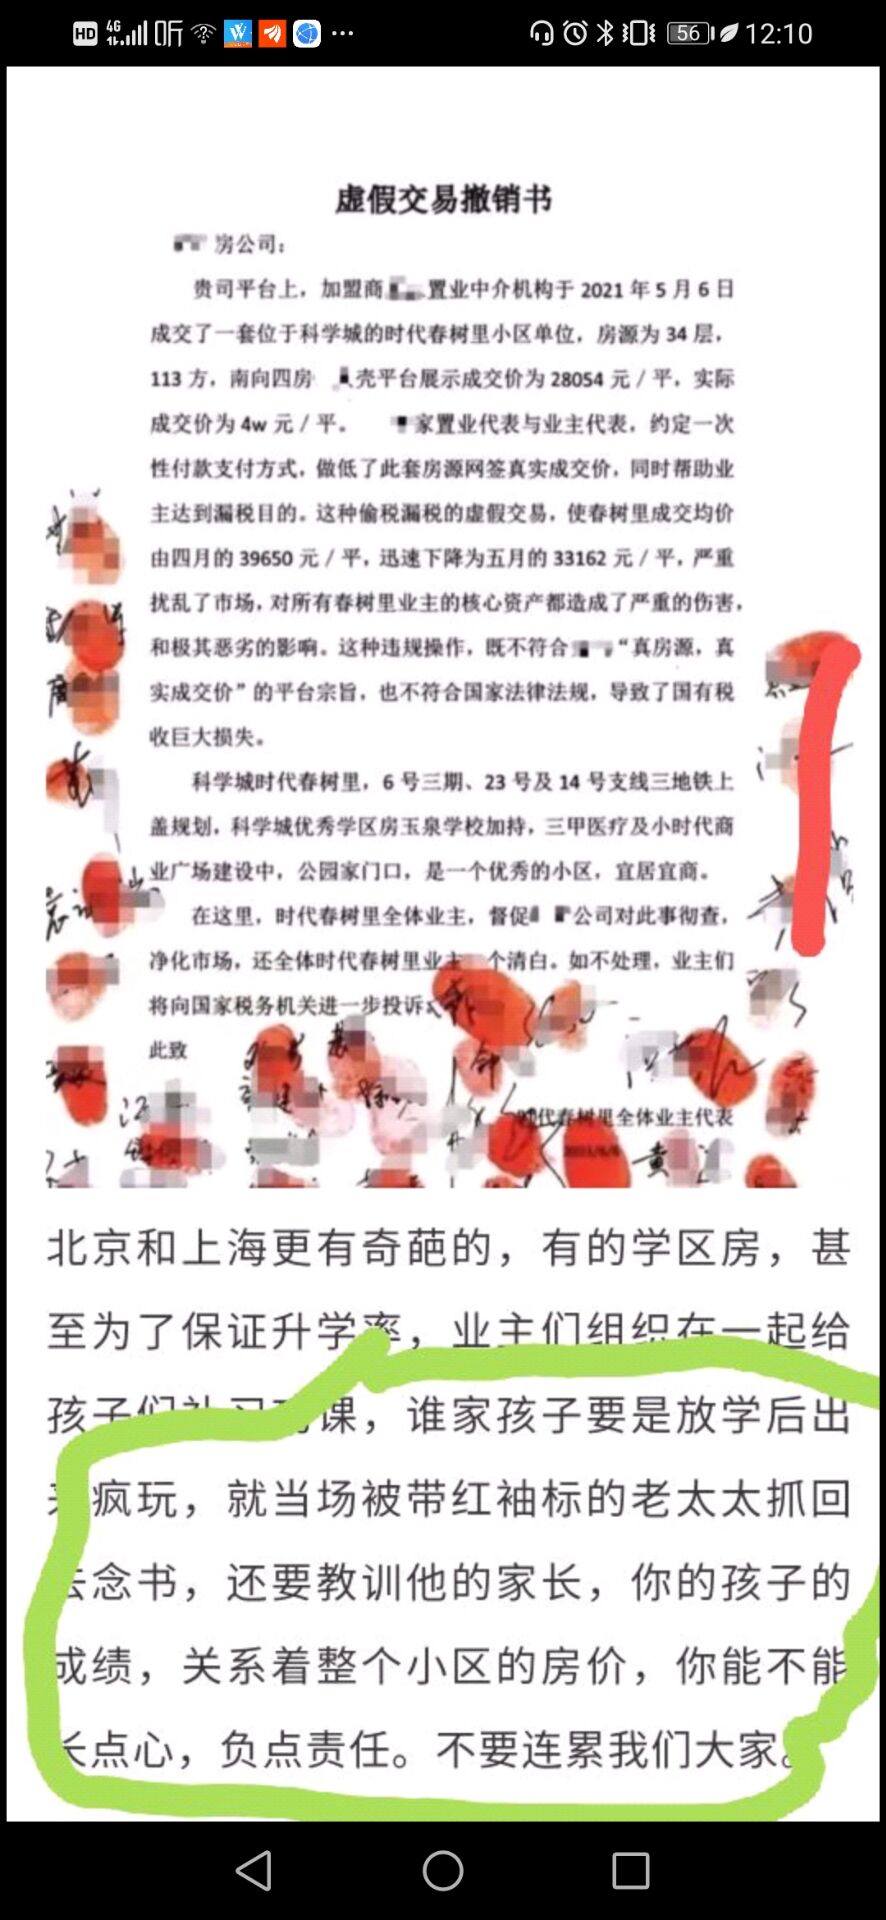 HD 4G 听 56 12:10
虚假交易撤销书
房公司：
贵司平台上，加盟商 置业中介机构于 2021 年 5 月 6 日
成交了一套位于科学城的时代春树里小区单位，房源为 34 层，
113 方，南向四房 壳平台展示成交价为 28054 元 / 平，实际
成交价为 4w 元 / 平。 家置业代表与业主代表，约定一次
性付款支付方式，做低了此套房源网签真实成交价，同时帮助业
主达到漏税目的。这种偷税漏税的虚假交易，使春树里成交均价
由四月的 39650 元 / 平，迅速下降为五月的 33162 元 / 平，严重
扰乱了市场，对所有春树里业主的核心资产都造成了严重的伤害，
和极其恶劣的影响。这种违规操作，既不符合 “真房源，真
实成交价”的平台宗旨，也不符合国家法律法规，导致了国有税
收巨大损失。
科学城时代春树里，6 号三期、23 号及 14 号支线三地铁上
盖规划，科学城优秀学区房玉泉学校加持，三甲医疗及小时代商
业广场建设中，公园家门口，是一个优秀的小区，宜居宜商。
在这里，时代春树里全体业主，督促 公司对此事彻查，
净化市场，还全体时代春树里业主 个清白。如不处理，业主们
将向国家税务机关进一步投诉
此致
时代春树里全体业主代表
黄
北京和上海更有奇葩的，有的学区房，甚
至为了保证升学率，业主们组织在一起给
孩子们补习功课，谁家孩子要是放学后出
来疯玩，就当场被带红袖标的老太太抓回
去念书，还要教训他的家长，你的孩子的
成绩，关系着整个小区的房价，你能不能
长点心，负点责任。不要连累我们大家。